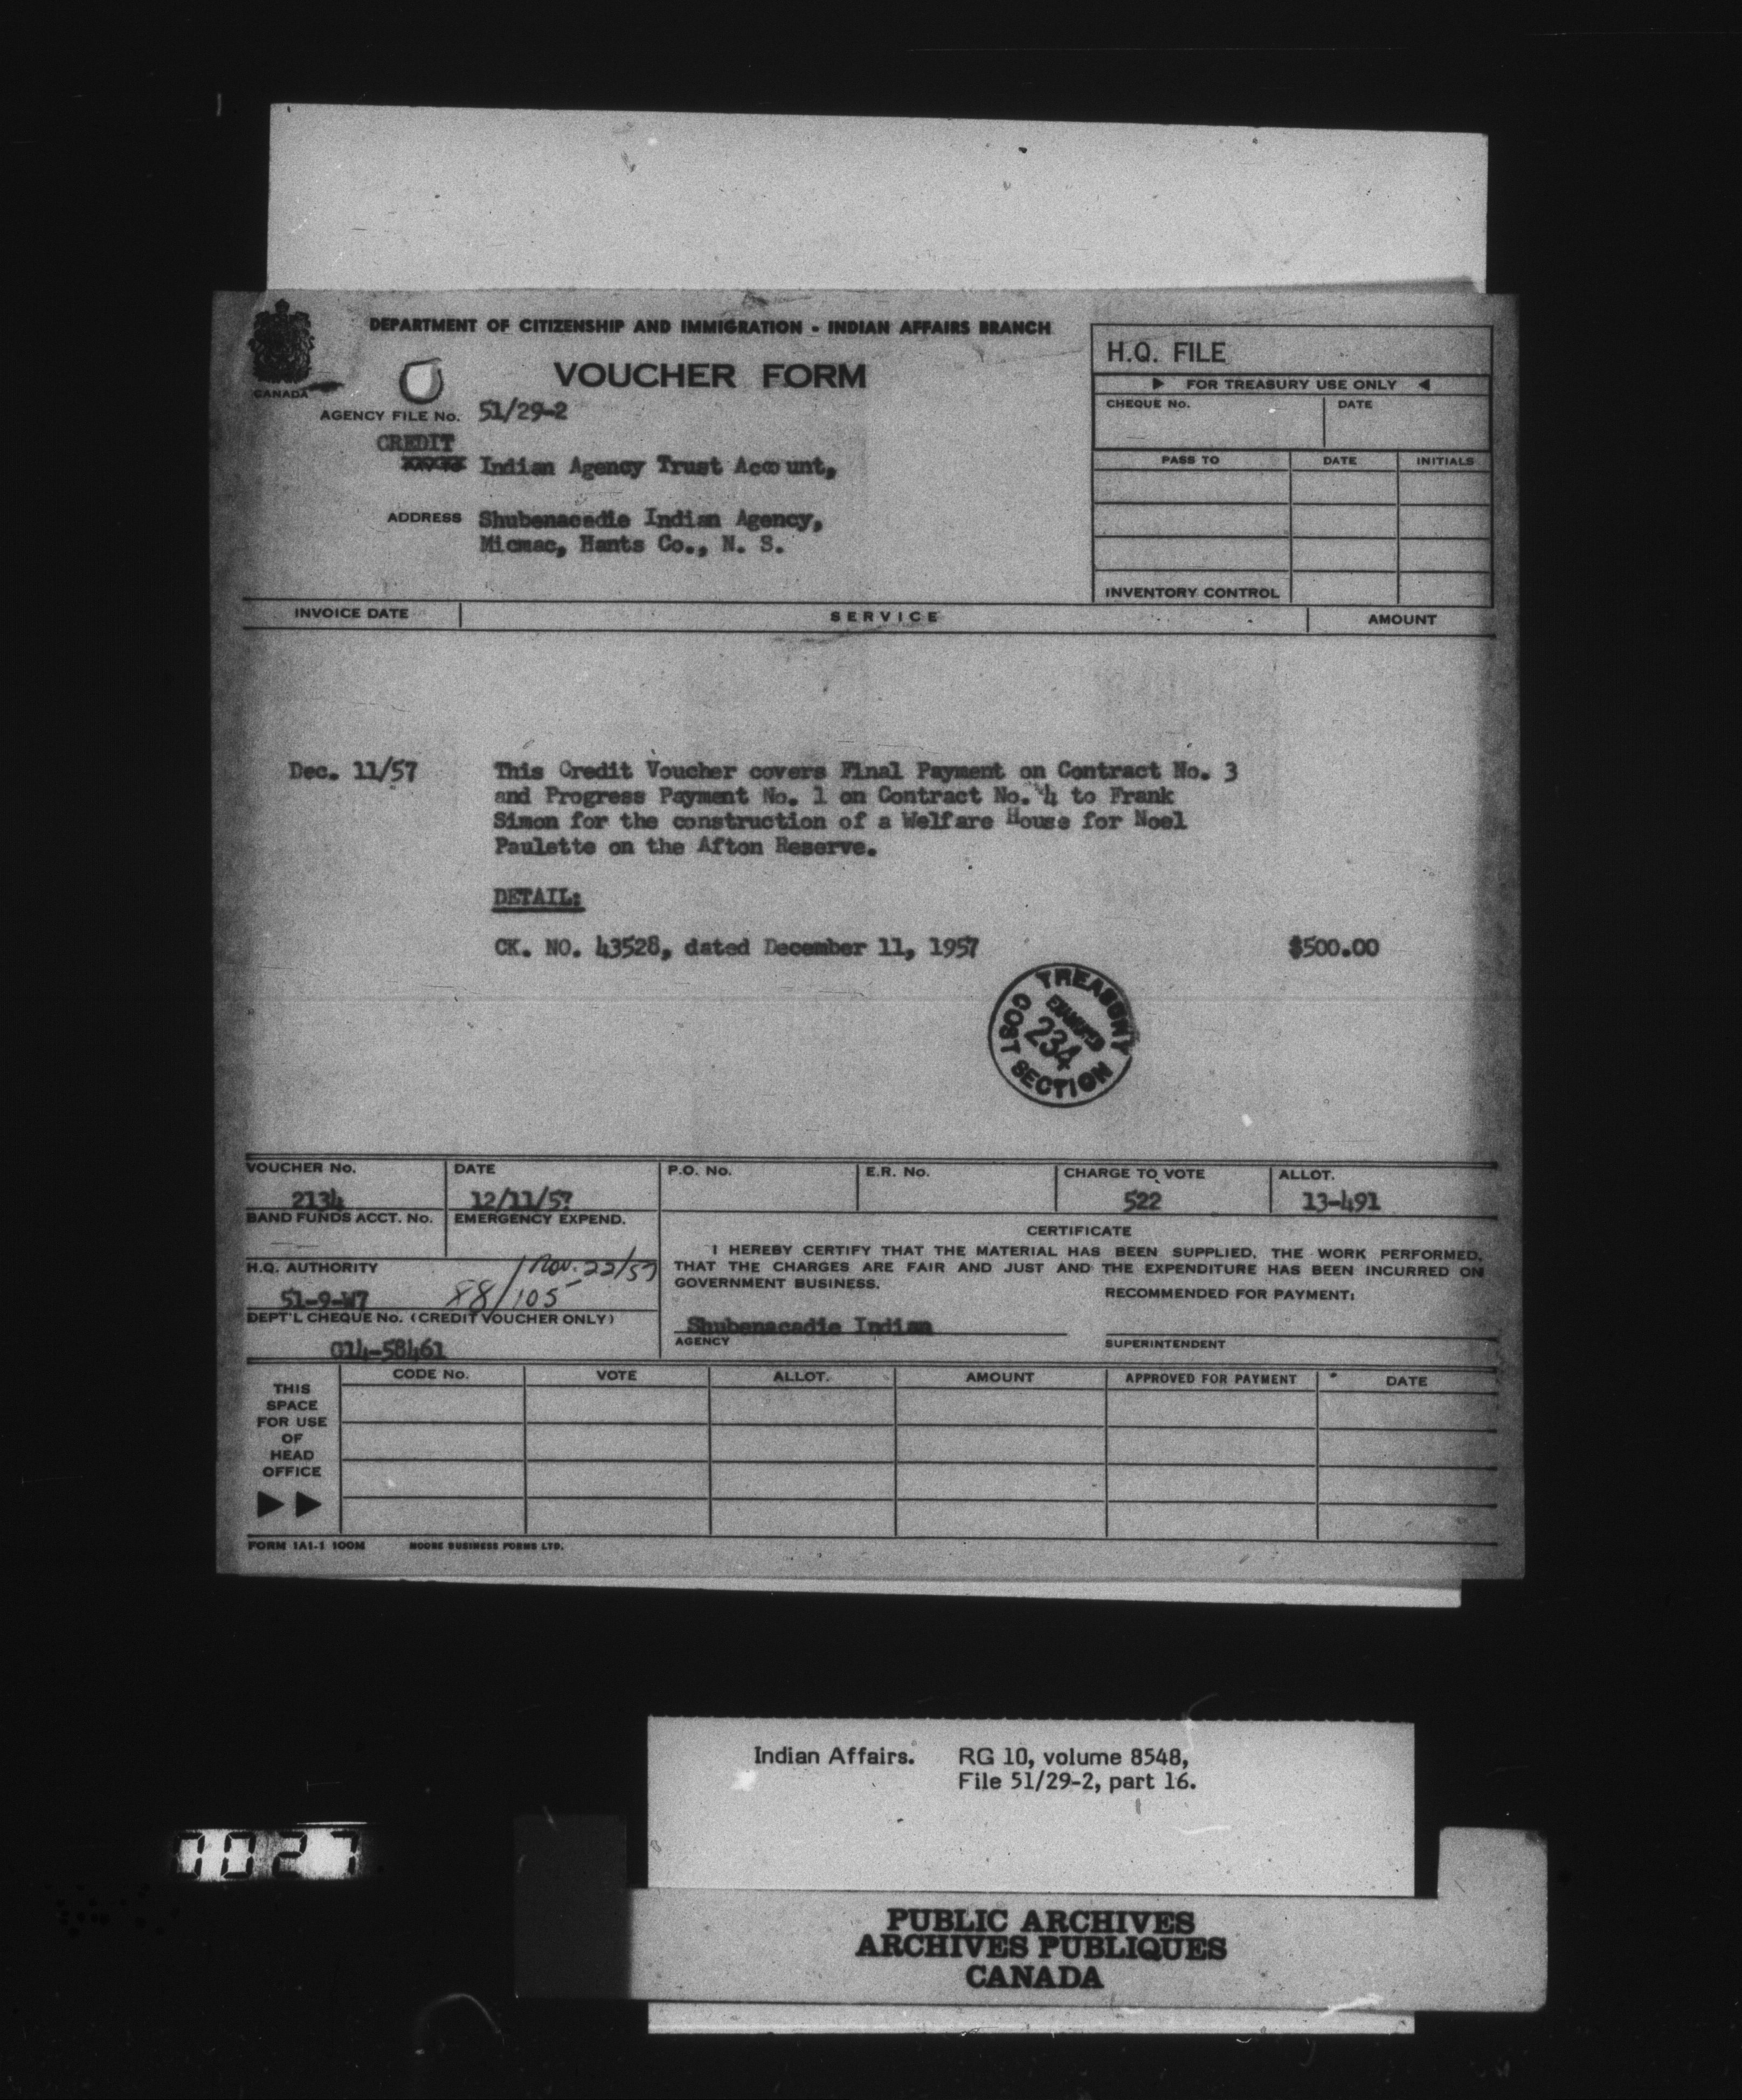 DEPARTMENT OF CITIZENSHIP AND IMMIGRATION - INDIAN AFFAIRS BRANCH
CANADA
VOUCHER FORM
H.Q. FILE
FOR TREASURY USE ONLY
CHEQUE No. DATE
AGENCY FILE No. 51/29-2
CREDIT
Indian Agency Trust Account,
PASS TO DATE INITIALS
ADDRESS Shubenacadie Indian Agency,
Micmac, Hants Co., N. S.
INVENTORY CONTROL
INVOICE DATE SERVICE AMOUNT
Dec. 11/57 This Credit Voucher covers Final Payment on Contract No. 3
and Progress Payment No. 1 on Contract No. 4 to Frank
Simon for the construction of a Welfare House for Noel
Paulette on the Afton Reserve.
DETAIL:
CK. NO. 43528, dated December 11, 1957 $500.00
TREASURY
EXAMINED
234
COST SECTION
VOUCHER No. DATE P.O. No. E.R. No. CHARGE TO VOTE ALLOT.
2134 12/11/57 522 13-491
BAND FUNDS ACCT. No. EMERGENCY EXPEND.
CERTIFICATE
I HEREBY CERTIFY THAT THE MATERIAL HAS BEEN SUPPLIED, THE WORK PERFORMED,
THAT THE CHARGES ARE FAIR AND JUST AND THE EXPENDITURE HAS BEEN INCURRED ON
GOVERNMENT BUSINESS.
H.Q. AUTHORITY Nov. 22/57
51-9-W7 88/105
RECOMMENDED FOR PAYMENT:
DEPT'L CHEQUE No. (CREDIT VOUCHER ONLY)
014-58461
Shubenacadie Indian
AGENCY SUPERINTENDENT
THIS SPACE FOR USE OF HEAD OFFICE
CODE No. VOTE ALLOT. AMOUNT APPROVED FOR PAYMENT DATE
FORM 1A1-1 100M MOORE BUSINESS FORMS LTD.
Indian Affairs. RG 10, volume 8548,
File 51/29-2, part 16.
1027
PUBLIC ARCHIVES
ARCHIVES PUBLIQUES
CANADA